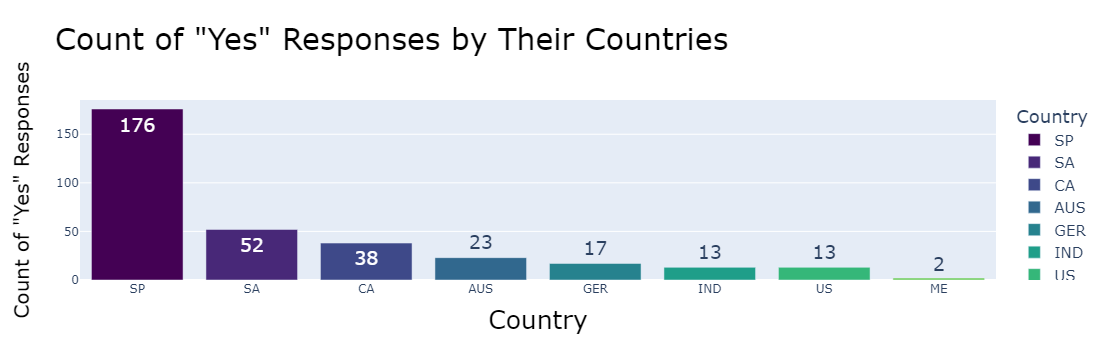 Count of "Yes" Responses by Their Countries
Count of "Yes" Responses
150
100
50
0
176
52
38
23
17
13
13
2
SP
SA
CA
AUS
GER
IND
US
ME
Country
Country
SP
SA
CA
AUS
GER
IND
US